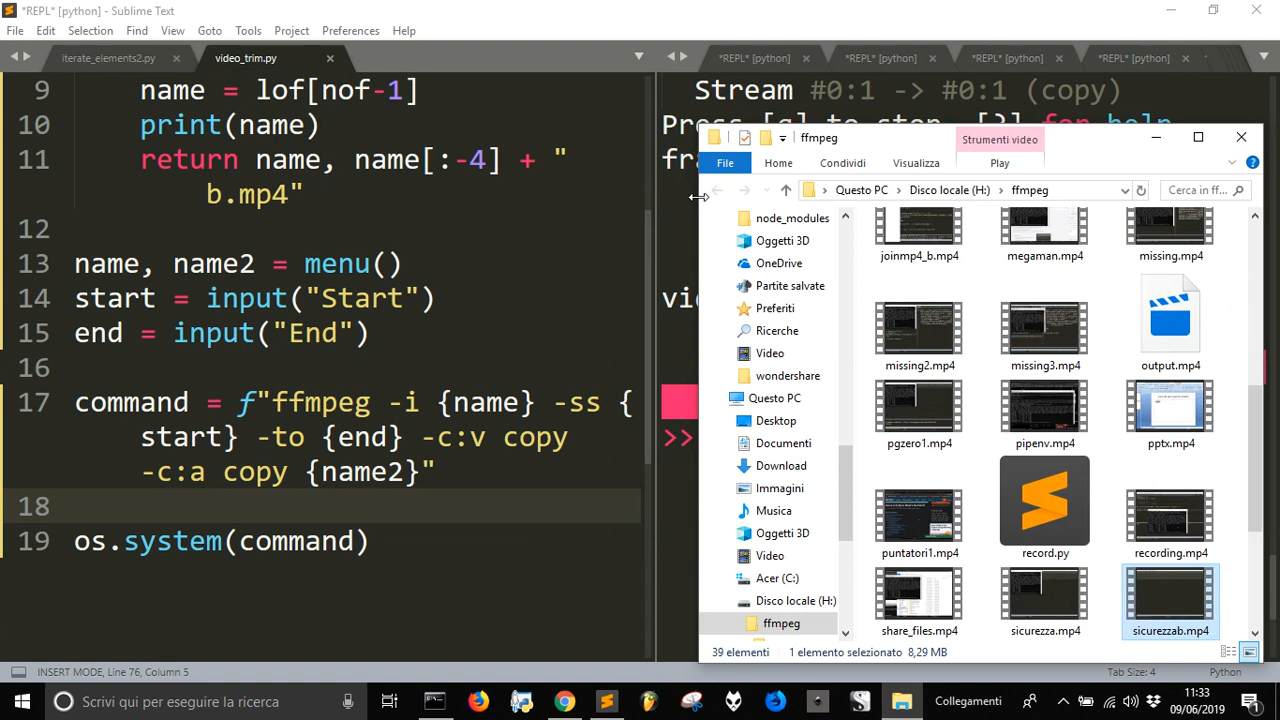 *REPL* [python] - Sublime Text
File Edit Selection Find View Goto Tools Project Preferences Help
iterate_elements2.py
video_trim.py
*REPL* [python]
*REPL* [python]
*REPL* [python]
*REPL* [python]
9 name = lof[nof-1]
10 print(name)
11 return name, name[:-4] + "
b.mp4"
12
13 name, name2 = menu()
14 start = input("Start")
15 end = input("End")
16
17 command = f"ffmpeg -i {name} -ss {
start} -to {end} -c:v copy
-c:a copy {name2}"
18
19 os.system(command)
Stream #0:1 -> #0:1 (copy)
Press [q] to stop, [?] for help
fra
vi
>>
ffmpeg
Strumenti video
File Home Condividi Visualizza Play
Questo PC > Disco locale (H:) > ffmpeg
Cerca in ff...
node_modules
Oggetti 3D
OneDrive
Partite salvate
Preferiti
Ricerche
Video
wondershare
Questo PC
Desktop
Documenti
Download
Immagini
Musica
Oggetti 3D
Video
Acer (C:)
Disco locale (H:)
ffmpeg
joinmp4_b.mp4 megaman.mp4 missing.mp4
missing2.mp4 missing3.mp4 output.mp4
pgzero1.mp4 pipenv.mp4 pptx.mp4
puntatori1.mp4 record.py recording.mp4
share_files.mp4 sicurezza.mp4 sicurezzab.mp4
39 elementi 1 elemento selezionato 8,29 MB
INSERT MODE, Line 76, Column 5
Tab Size: 4 Python
Scrivi qui per eseguire la ricerca
Collegamenti
11:33
09/06/2019
1